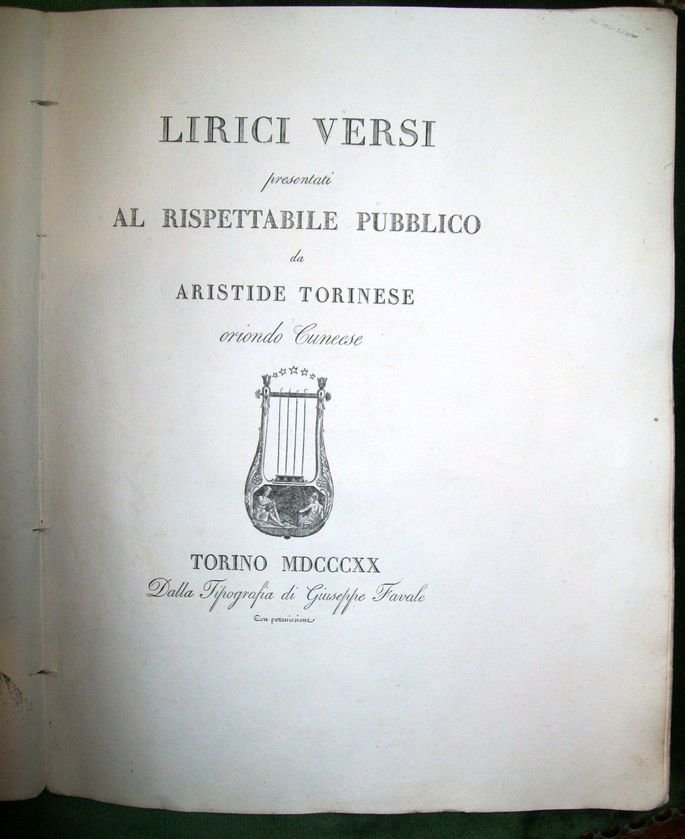 LIRICI VERSI
presentati
AL RISPETTABILE PUBBLICO
da
ARISTIDE TORINESE
oriondo Cuneese
TORINO MDCCCXX
Dalla Tipografia di Giuseppe Favale
Con permissione